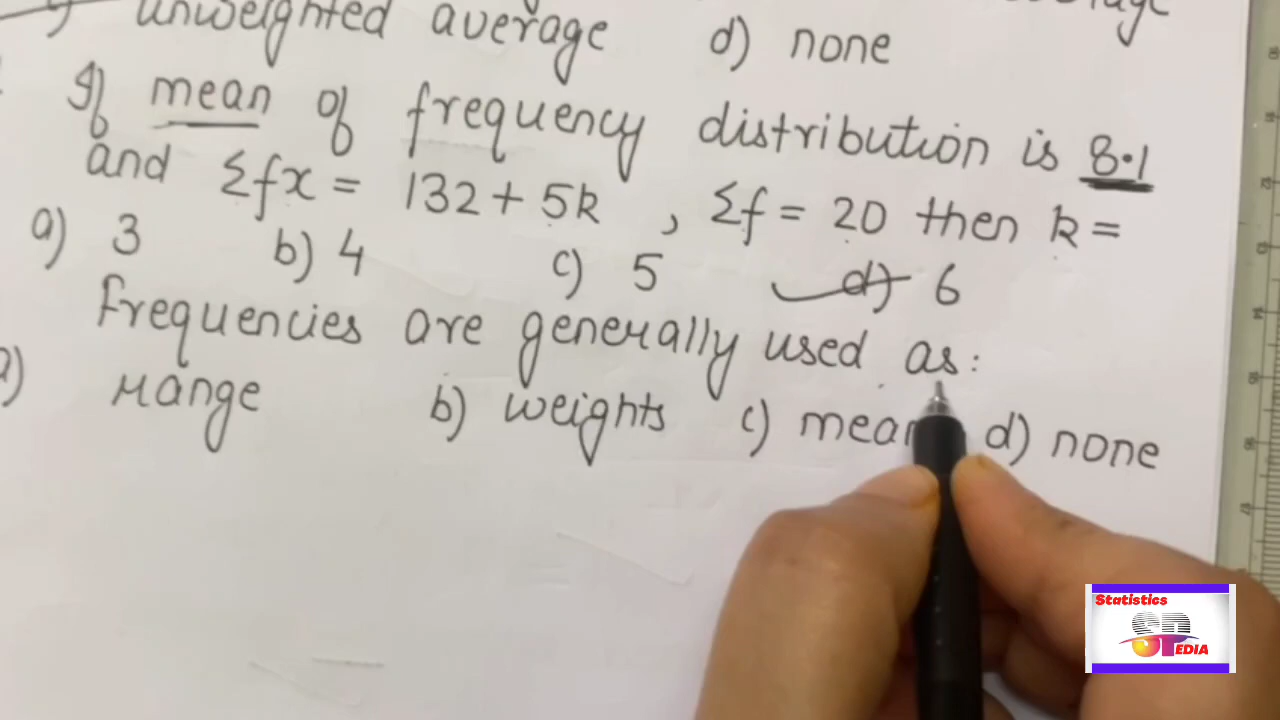 unweighted average d) none
If mean of frequency distribution is 8.1
and Σfx = 132 + 5k , Σf = 20 then k =
a) 3 b) 4 c) 5 d) 6
Frequencies are generally used as:
a) range b) weights c) mean d) none
Statistics
PEDIA